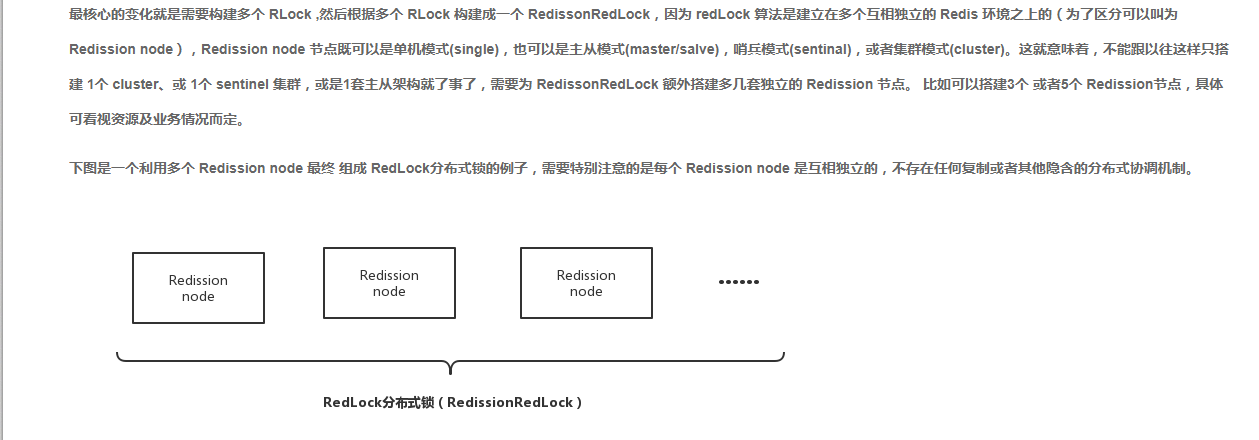 最核心的变化就是需要构建多个 RLock ,然后根据多个 RLock 构建成一个 RedissonRedLock，因为 redLock 算法是建立在多个互相独立的 Redis 环境之上的（为了区分可以叫为
Redission node），Redission node 节点既可以是单机模式(single)，也可以是主从模式(master/salve)，哨兵模式(sentinal)，或者集群模式(cluster)。这就意味着，不能跟以往这样只搭
建 1个 cluster、或 1个 sentinel 集群，或是1套主从架构就了事了，需要为 RedissonRedLock 额外搭建多几套独立的 Redission 节点。 比如可以搭建3个 或者5个 Redission节点，具体
可看视资源及业务情况而定。
下图是一个利用多个 Redission node 最终 组成 RedLock分布式锁的例子，需要特别注意的是每个 Redission node 是互相独立的，不存在任何复制或者其他隐含的分布式协调机制。
Redission
node
Redission
node
Redission
node
······
RedLock分布式锁（RedissionRedLock）